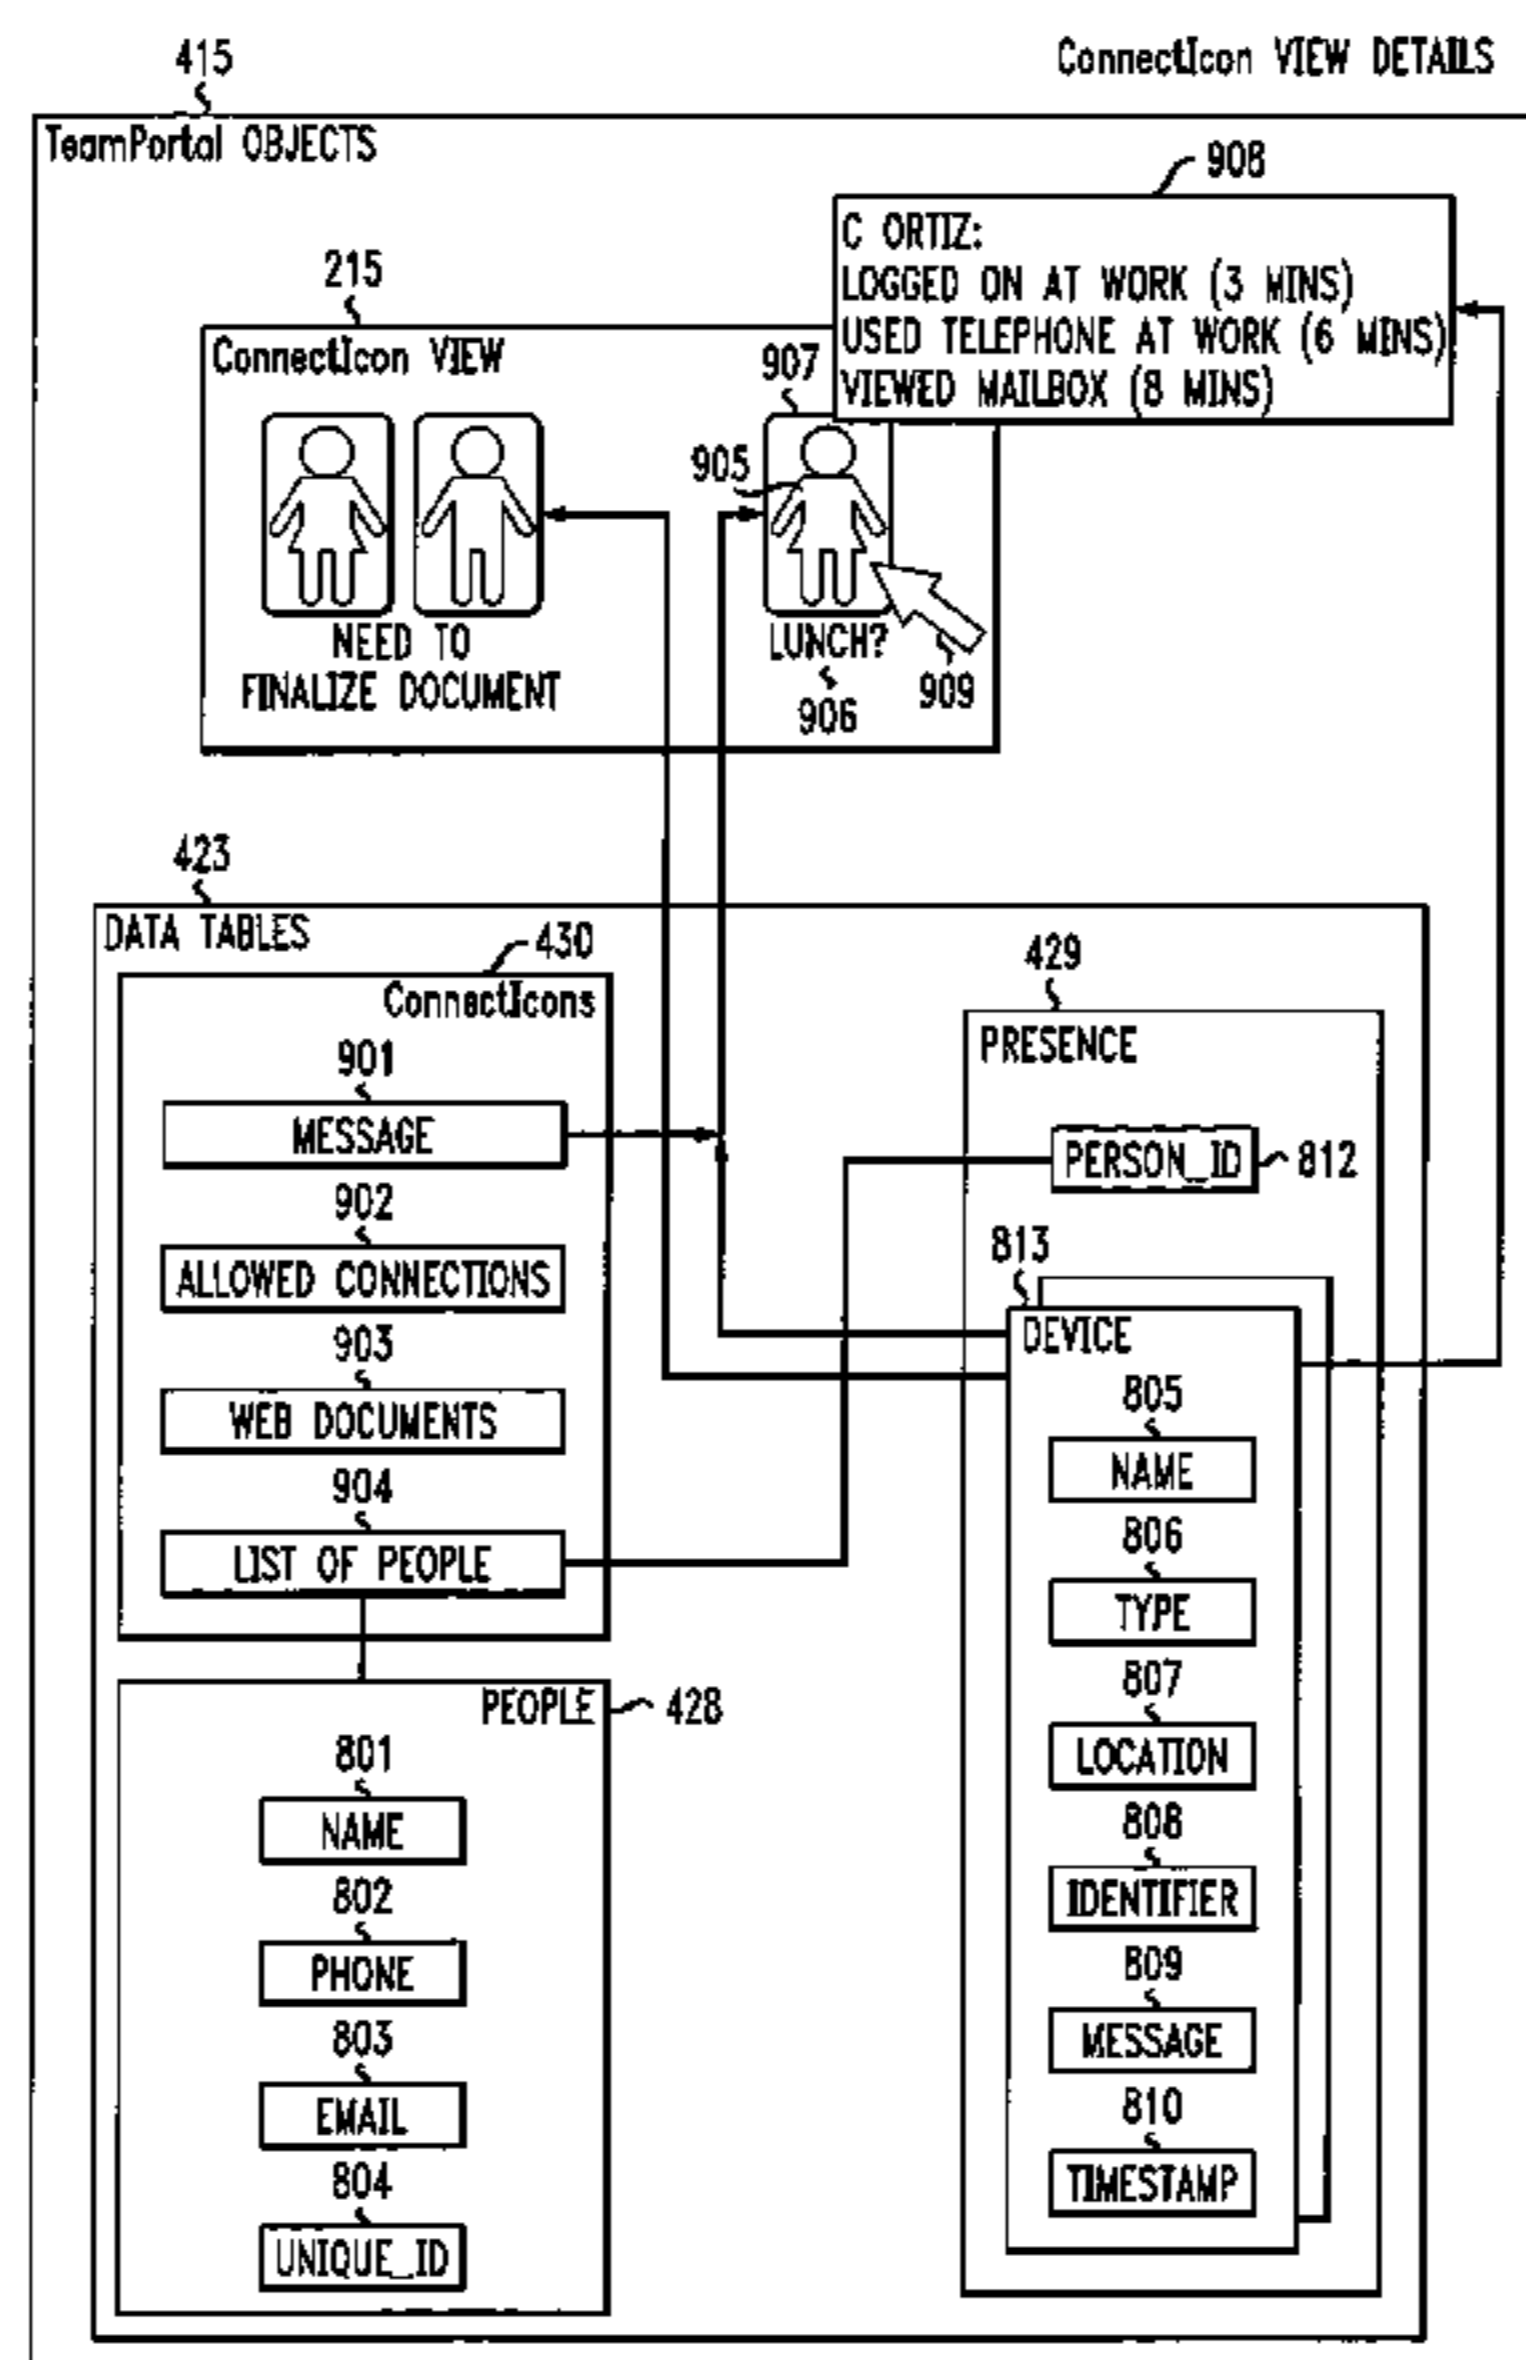 ConnectIcon VIEW DETAILS
415
TeamPortal OBJECTS
908
C ORTIZ:
LOGGED ON AT WORK (3 MINS)
USED TELEPHONE AT WORK (6 MINS)
VIEWED MAILBOX (8 MINS)
215
ConnectIcon VIEW
907
905
NEED TO
FINALIZE DOCUMENT
LUNCH?
906
909
423
DATA TABLES
430
ConnectIcons
901
MESSAGE
902
ALLOWED CONNECTIONS
903
WEB DOCUMENTS
904
LIST OF PEOPLE
PEOPLE
428
801
NAME
802
PHONE
803
EMAIL
804
UNIQUE_ID
429
PRESENCE
PERSON_ID
812
813
DEVICE
805
NAME
806
TYPE
807
LOCATION
808
IDENTIFIER
809
MESSAGE
810
TIMESTAMP